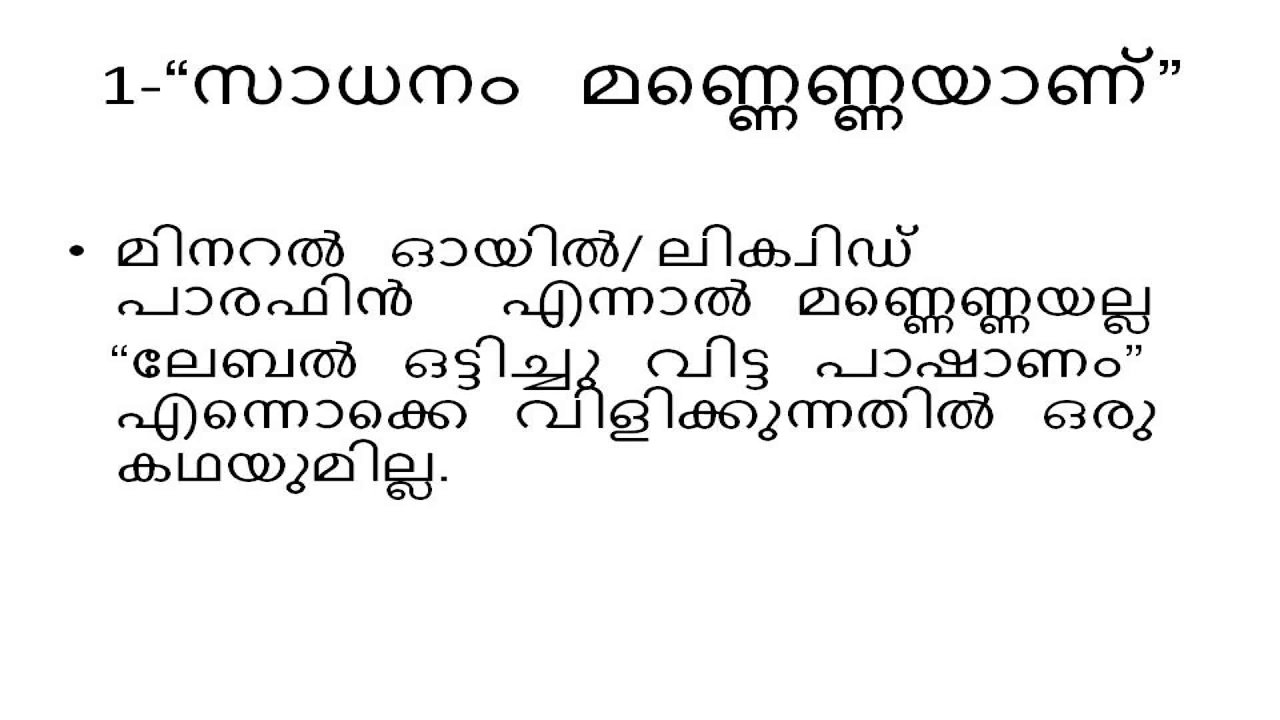 1-“സാധനം മണ്ണെണ്ണയാണ്”
• മിനറൽ ഓയിൽ/ ലിക്വിഡ്
പാരഫിൻ എന്നാൽ മണ്ണെണ്ണയല്ല
“ലേബൽ ഒട്ടിച്ചു വിട്ട പാഷാണം”
എന്നൊക്കെ വിളിക്കുന്നതിൽ ഒരു
കഥയുമില്ല.